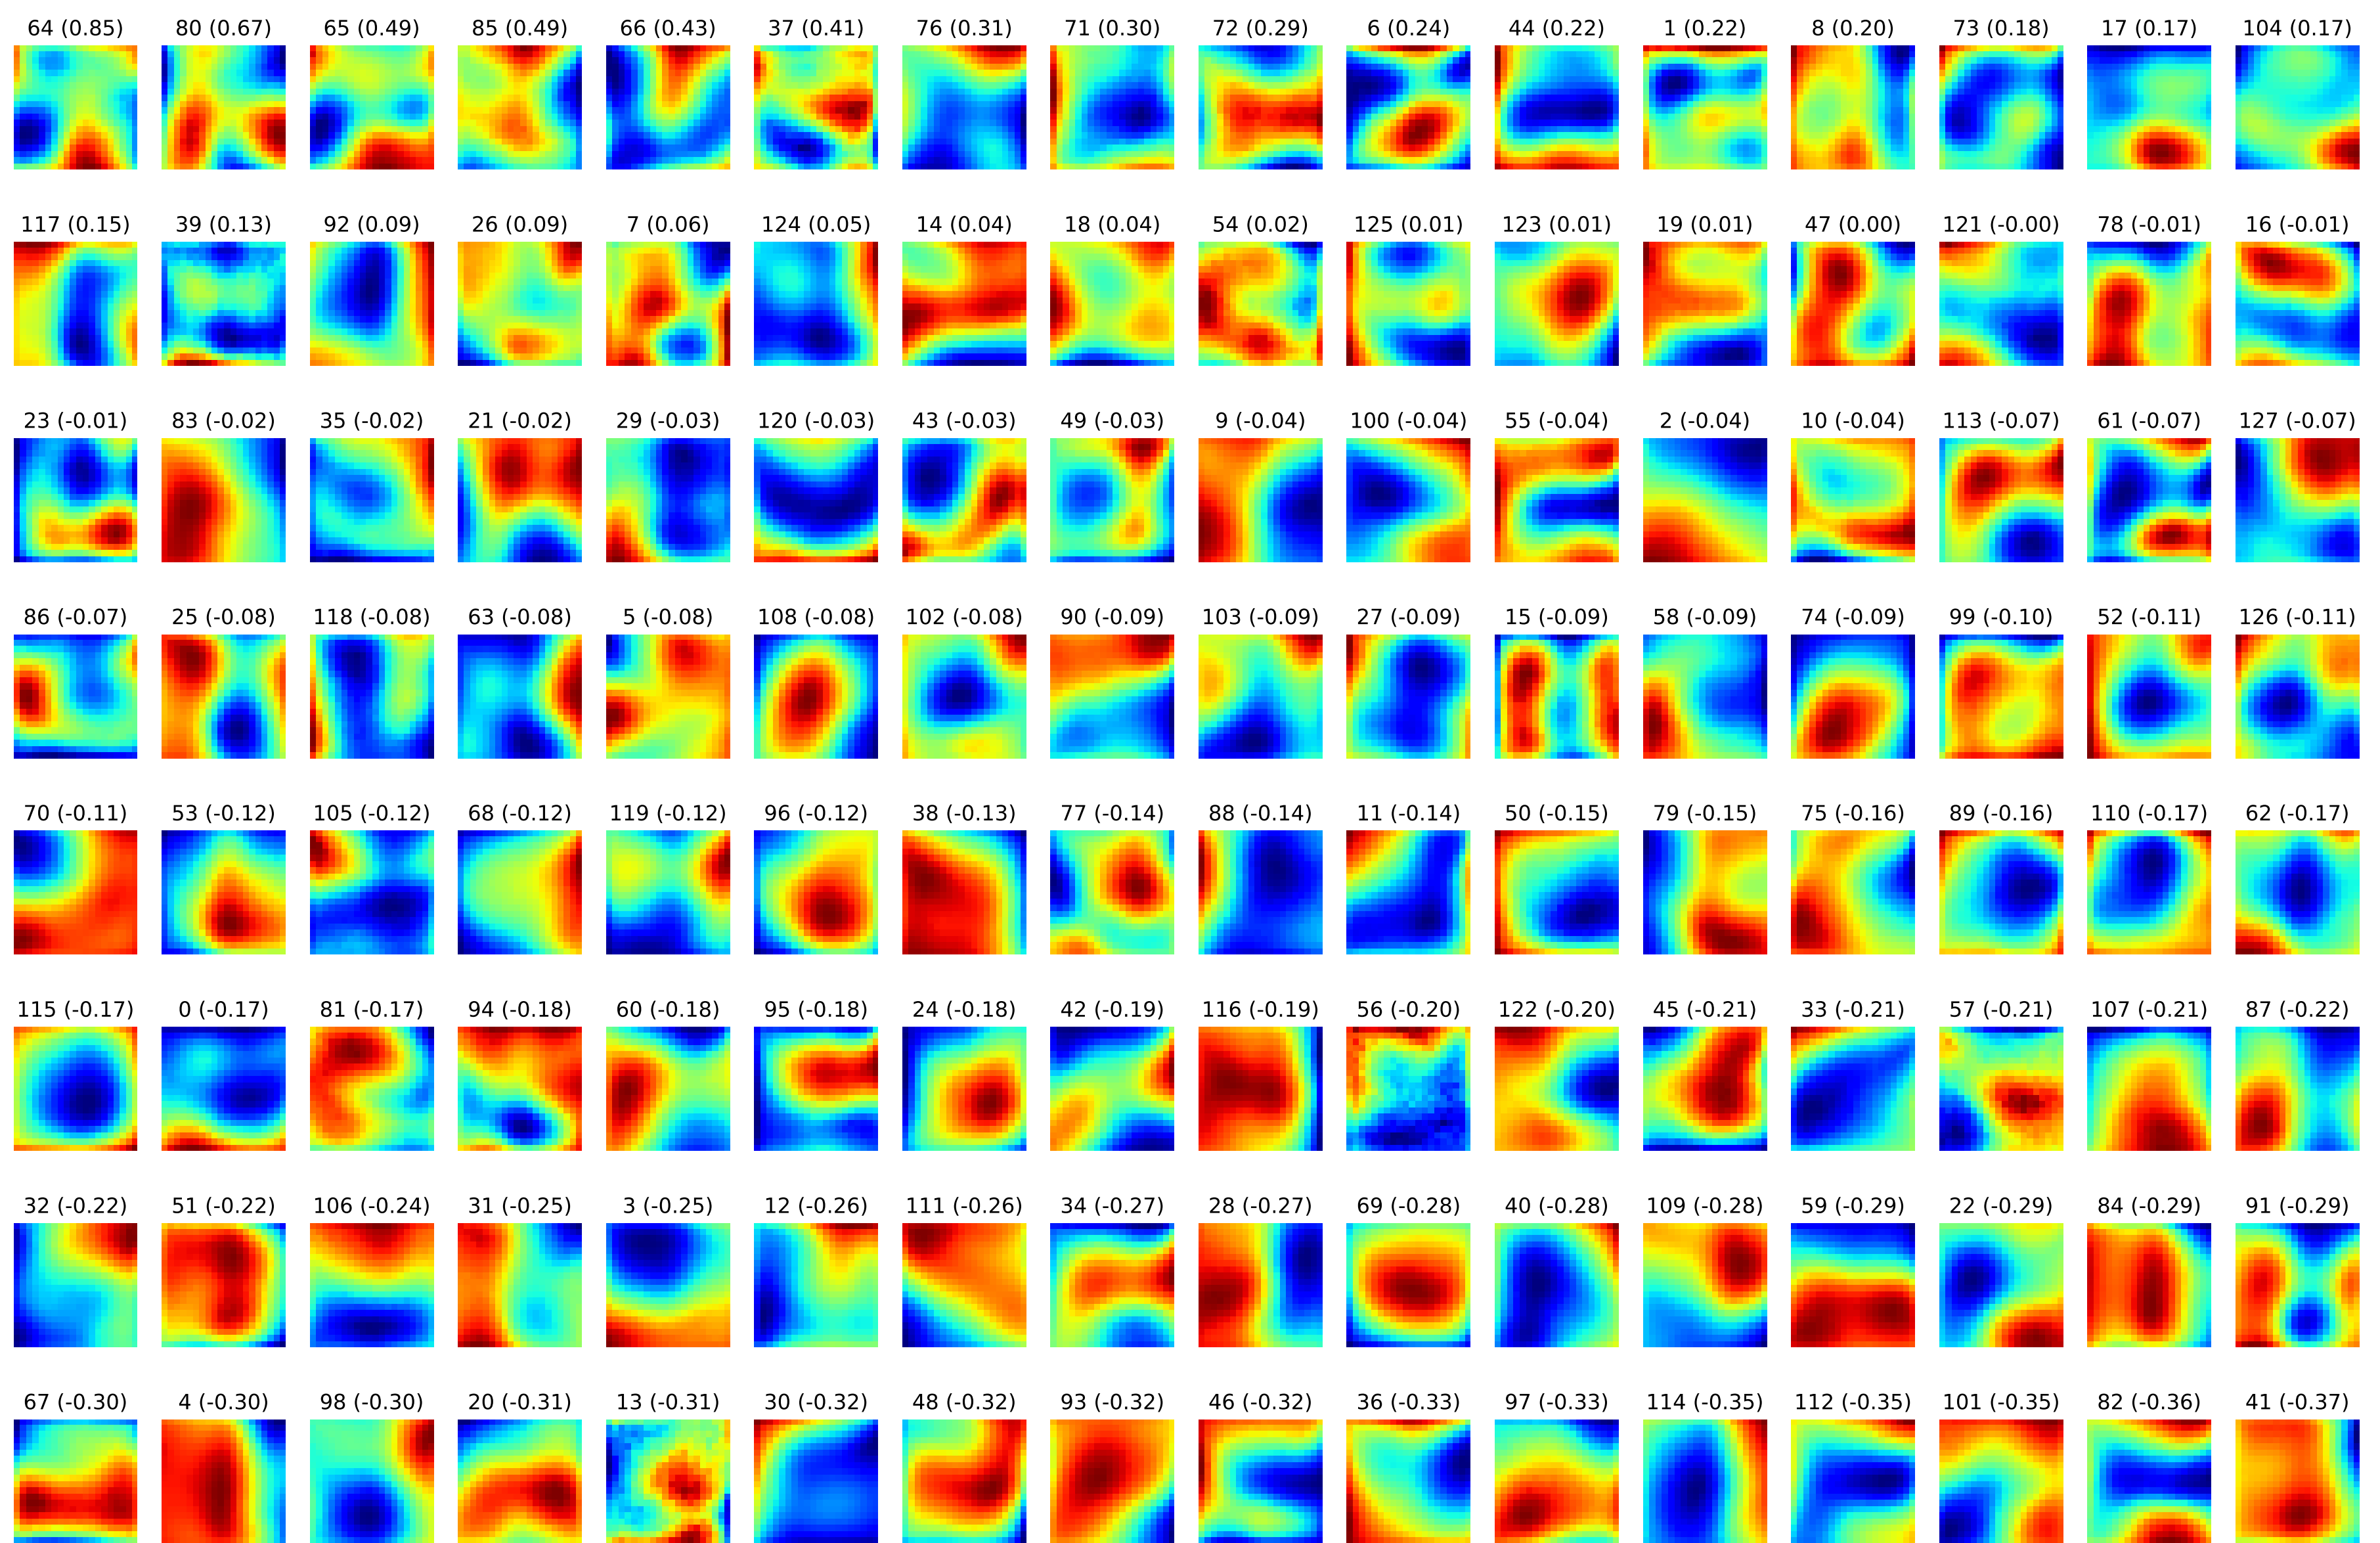 64 (0.85) 80 (0.67) 65 (0.49) 85 (0.49) 66 (0.43) 37 (0.41) 76 (0.31) 71 (0.30) 72 (0.29) 6 (0.24) 44 (0.22) 1 (0.22) 8 (0.20) 73 (0.18) 17 (0.17) 104 (0.17)
117 (0.15) 39 (0.13) 92 (0.09) 26 (0.09) 7 (0.06) 124 (0.05) 14 (0.04) 18 (0.04) 54 (0.02) 125 (0.01) 123 (0.01) 19 (0.01) 47 (0.00) 121 (-0.00) 78 (-0.01) 16 (-0.01)
23 (-0.01) 83 (-0.02) 35 (-0.02) 21 (-0.02) 29 (-0.03) 120 (-0.03) 43 (-0.03) 49 (-0.03) 9 (-0.04) 100 (-0.04) 55 (-0.04) 2 (-0.04) 10 (-0.04) 113 (-0.07) 61 (-0.07) 127 (-0.07)
86 (-0.07) 25 (-0.08) 118 (-0.08) 63 (-0.08) 5 (-0.08) 108 (-0.08) 102 (-0.08) 90 (-0.09) 103 (-0.09) 27 (-0.09) 15 (-0.09) 58 (-0.09) 74 (-0.09) 99 (-0.10) 52 (-0.11) 126 (-0.11)
70 (-0.11) 53 (-0.12) 105 (-0.12) 68 (-0.12) 119 (-0.12) 96 (-0.12) 38 (-0.13) 77 (-0.14) 88 (-0.14) 11 (-0.14) 50 (-0.15) 79 (-0.15) 75 (-0.16) 89 (-0.16) 110 (-0.17) 62 (-0.17)
115 (-0.17) 0 (-0.17) 81 (-0.17) 94 (-0.18) 60 (-0.18) 95 (-0.18) 24 (-0.18) 42 (-0.19) 116 (-0.19) 56 (-0.20) 122 (-0.20) 45 (-0.21) 33 (-0.21) 57 (-0.21) 107 (-0.21) 87 (-0.22)
32 (-0.22) 51 (-0.22) 106 (-0.24) 31 (-0.25) 3 (-0.25) 12 (-0.26) 111 (-0.26) 34 (-0.27) 28 (-0.27) 69 (-0.28) 40 (-0.28) 109 (-0.28) 59 (-0.29) 22 (-0.29) 84 (-0.29) 91 (-0.29)
67 (-0.30) 4 (-0.30) 98 (-0.30) 20 (-0.31) 13 (-0.31) 30 (-0.32) 48 (-0.32) 93 (-0.32) 46 (-0.32) 36 (-0.33) 97 (-0.33) 114 (-0.35) 112 (-0.35) 101 (-0.35) 82 (-0.36) 41 (-0.37)